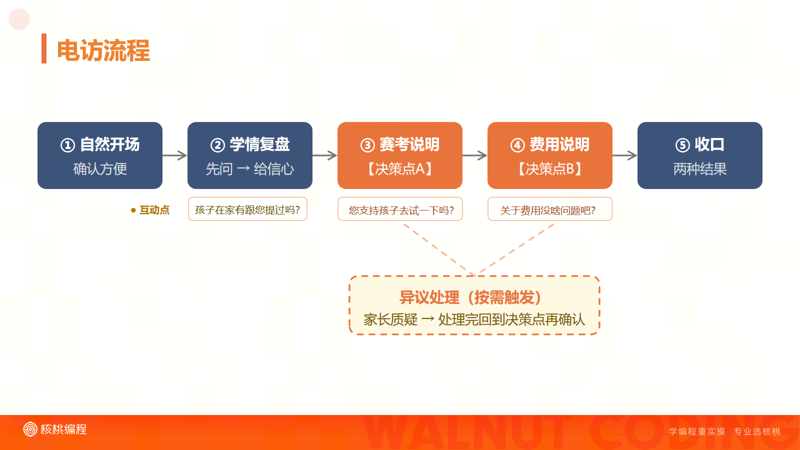 电访流程
① 自然开场
确认方便
② 学情复盘
先问 → 给信心
③ 赛考说明
【决策点A】
④ 费用说明
【决策点B】
⑤ 收口
两种结果
● 互动点
孩子在家有跟您提过吗？
您支持孩子去试一下吗？
关于费用没啥问题吧？
异议处理（按需触发）
家长质疑 → 处理完回到决策点再确认
核桃编程
WALNUT CODING
学编程重实操 专业选核桃